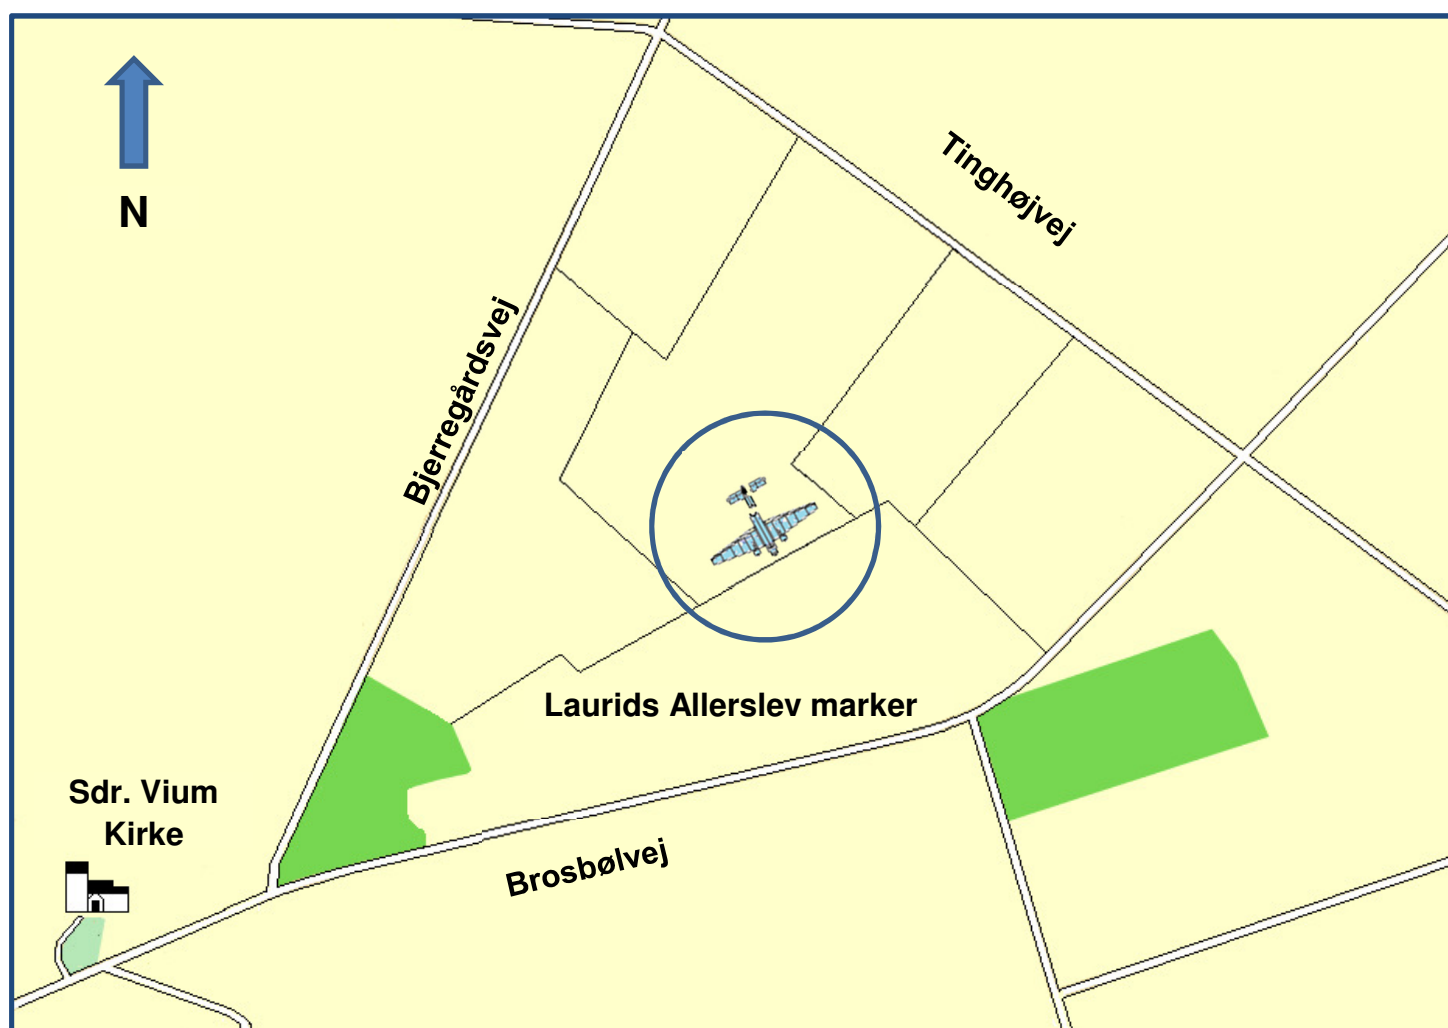 N
Tinghøjvej
Bjerregårdsvej
Laurids Allerslev marker
Sdr. Vium
Kirke
Brosbølvej